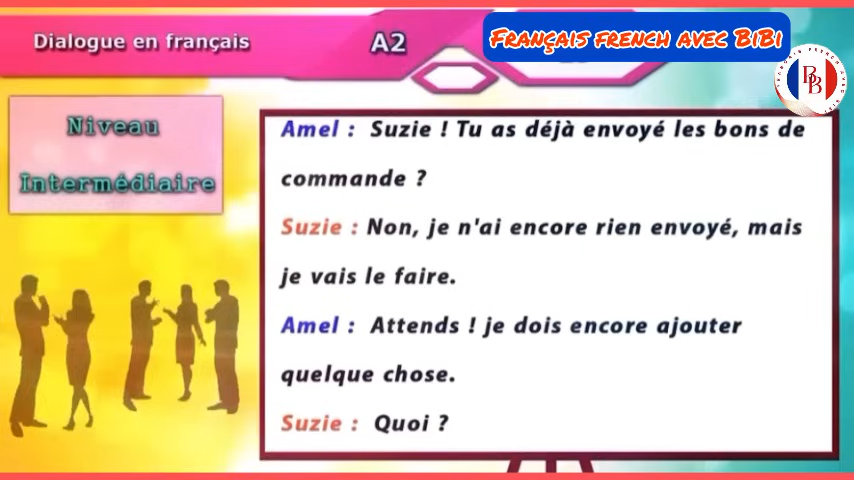 Dialogue en français
A2
Français french avec BiBi
Niveau
Intermédiaire
Amel : Suzie ! Tu as déjà envoyé les bons de
commande ?
Suzie : Non, je n'ai encore rien envoyé, mais
je vais le faire.
Amel : Attends ! je dois encore ajouter
quelque chose.
Suzie : Quoi ?